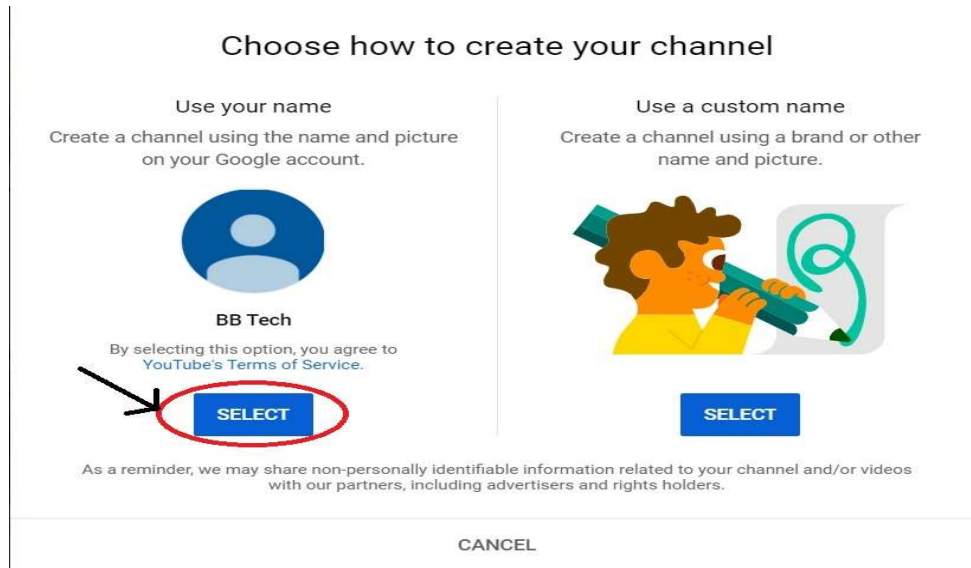 Choose how to create your channel
Use your name
Create a channel using the name and picture
on your Google account.
BB Tech
By selecting this option, you agree to
YouTube's Terms of Service.
SELECT
Use a custom name
Create a channel using a brand or other
name and picture.
SELECT
As a reminder, we may share non-personally identifiable information related to your channel and/or videos
with our partners, including advertisers and rights holders.
CANCEL